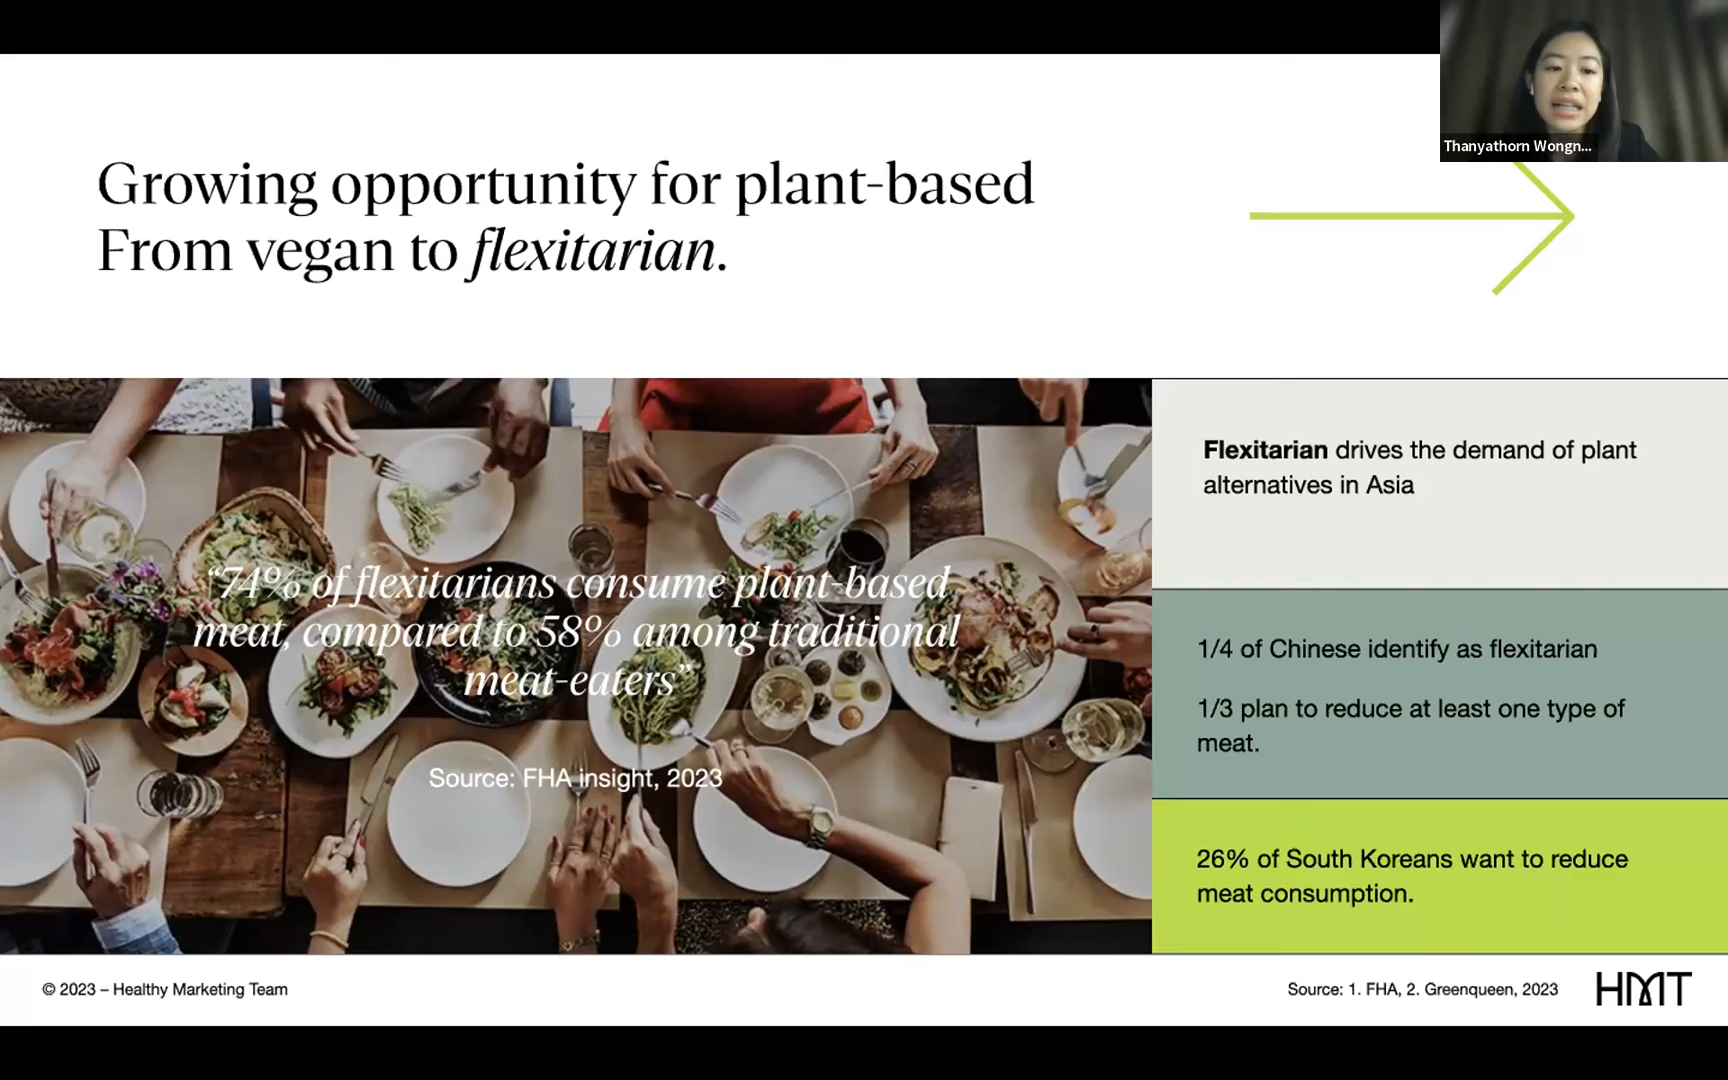 Thanyathorn Wongn...
Growing opportunity for plant-based
From vegan to flexitarian.
“74% of flexitarians consume plant-based
meat, compared to 58% among traditional
meat-eaters”
Source: FHA insight, 2023
Flexitarian drives the demand of plant
alternatives in Asia
1/4 of Chinese identify as flexitarian
1/3 plan to reduce at least one type of
meat.
26% of South Koreans want to reduce
meat consumption.
© 2023 – Healthy Marketing Team
Source: 1. FHA, 2. Greenqueen, 2023
HMT